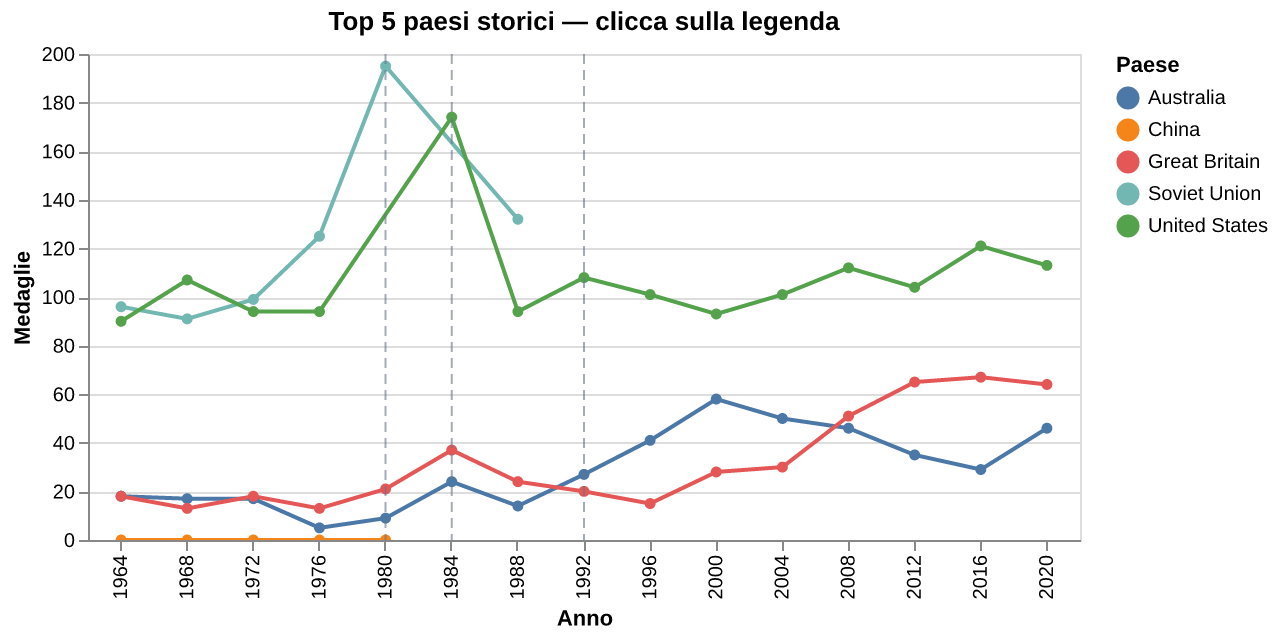 Top 5 paesi storici — clicca sulla legenda
Medaglie
200
180
160
140
120
100
80
60
40
20
0
1964
1968
1972
1976
1980
1984
1988
1992
1996
2000
2004
2008
2012
2016
2020
Anno
Paese
Australia
China
Great Britain
Soviet Union
United States